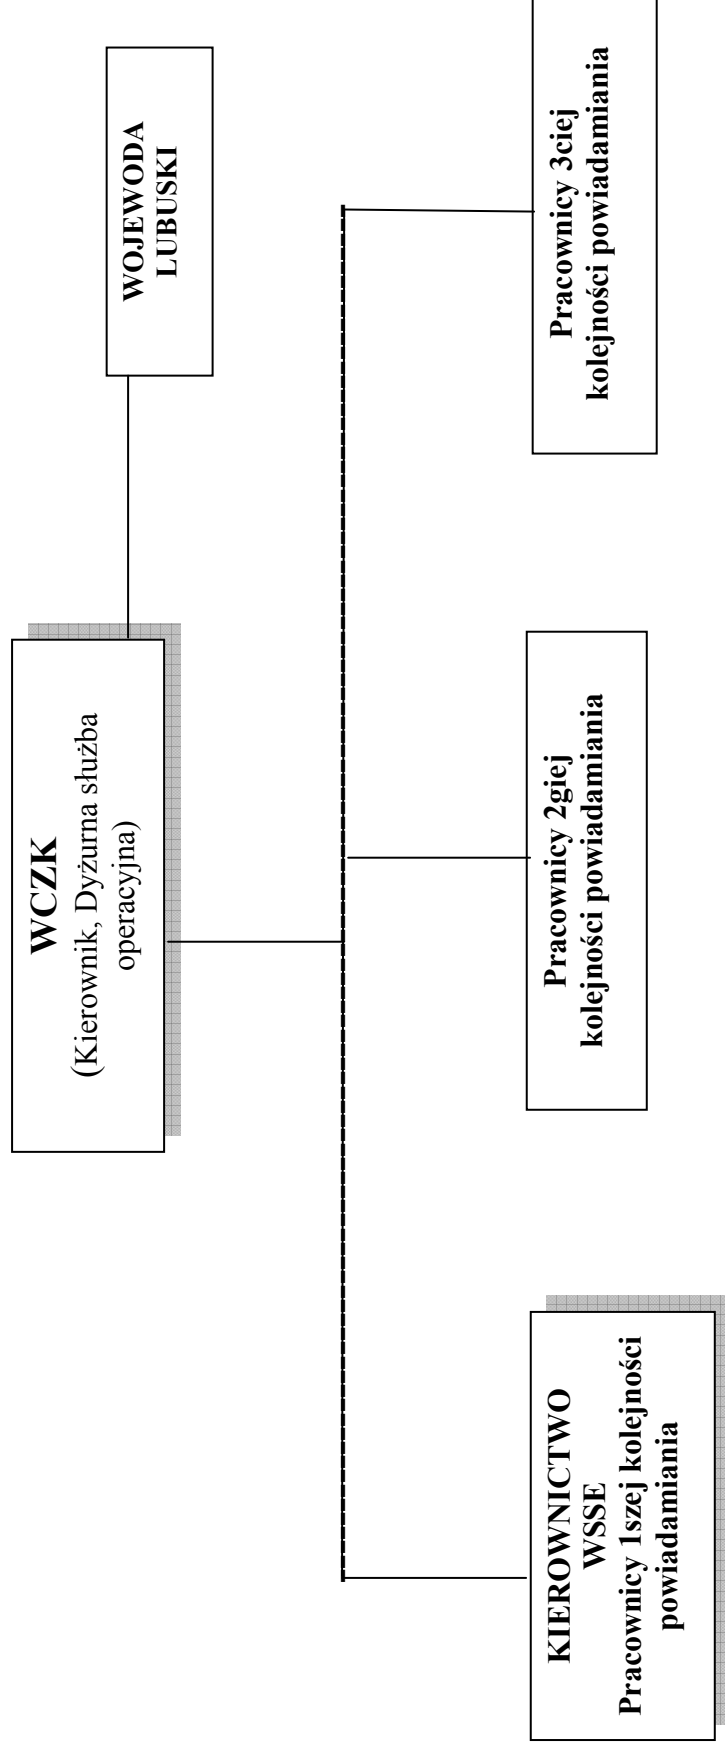 WCZK
(Kierownik, Dyżurna służba
operacyjna)
WOJEWODA
LUBUSKI
KIEROWNICTWO
WSSE
Pracownicy 1szej kolejności
powiadamiania
Pracownicy 2giej
kolejności powiadamiania
Pracownicy 3ciej
kolejności powiadamiania